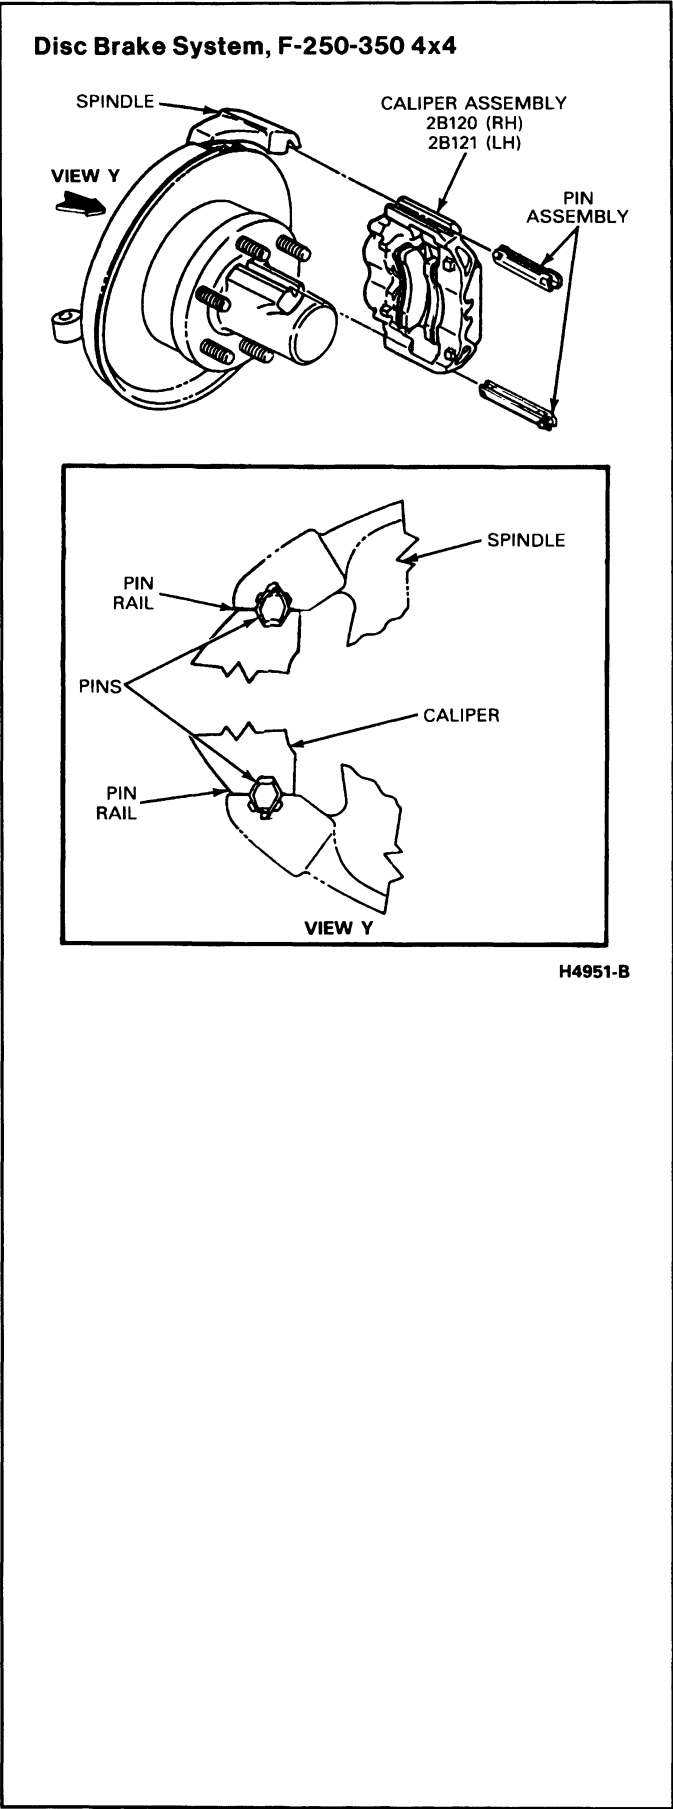 Disc Brake System, F-250-350 4x4
SPINDLE
CALIPER ASSEMBLY
2B120 (RH)
2B121 (LH)
VIEW Y
PIN
ASSEMBLY
SPINDLE
PIN
RAIL
PINS
CALIPER
PIN
RAIL
VIEW Y
H4951-B